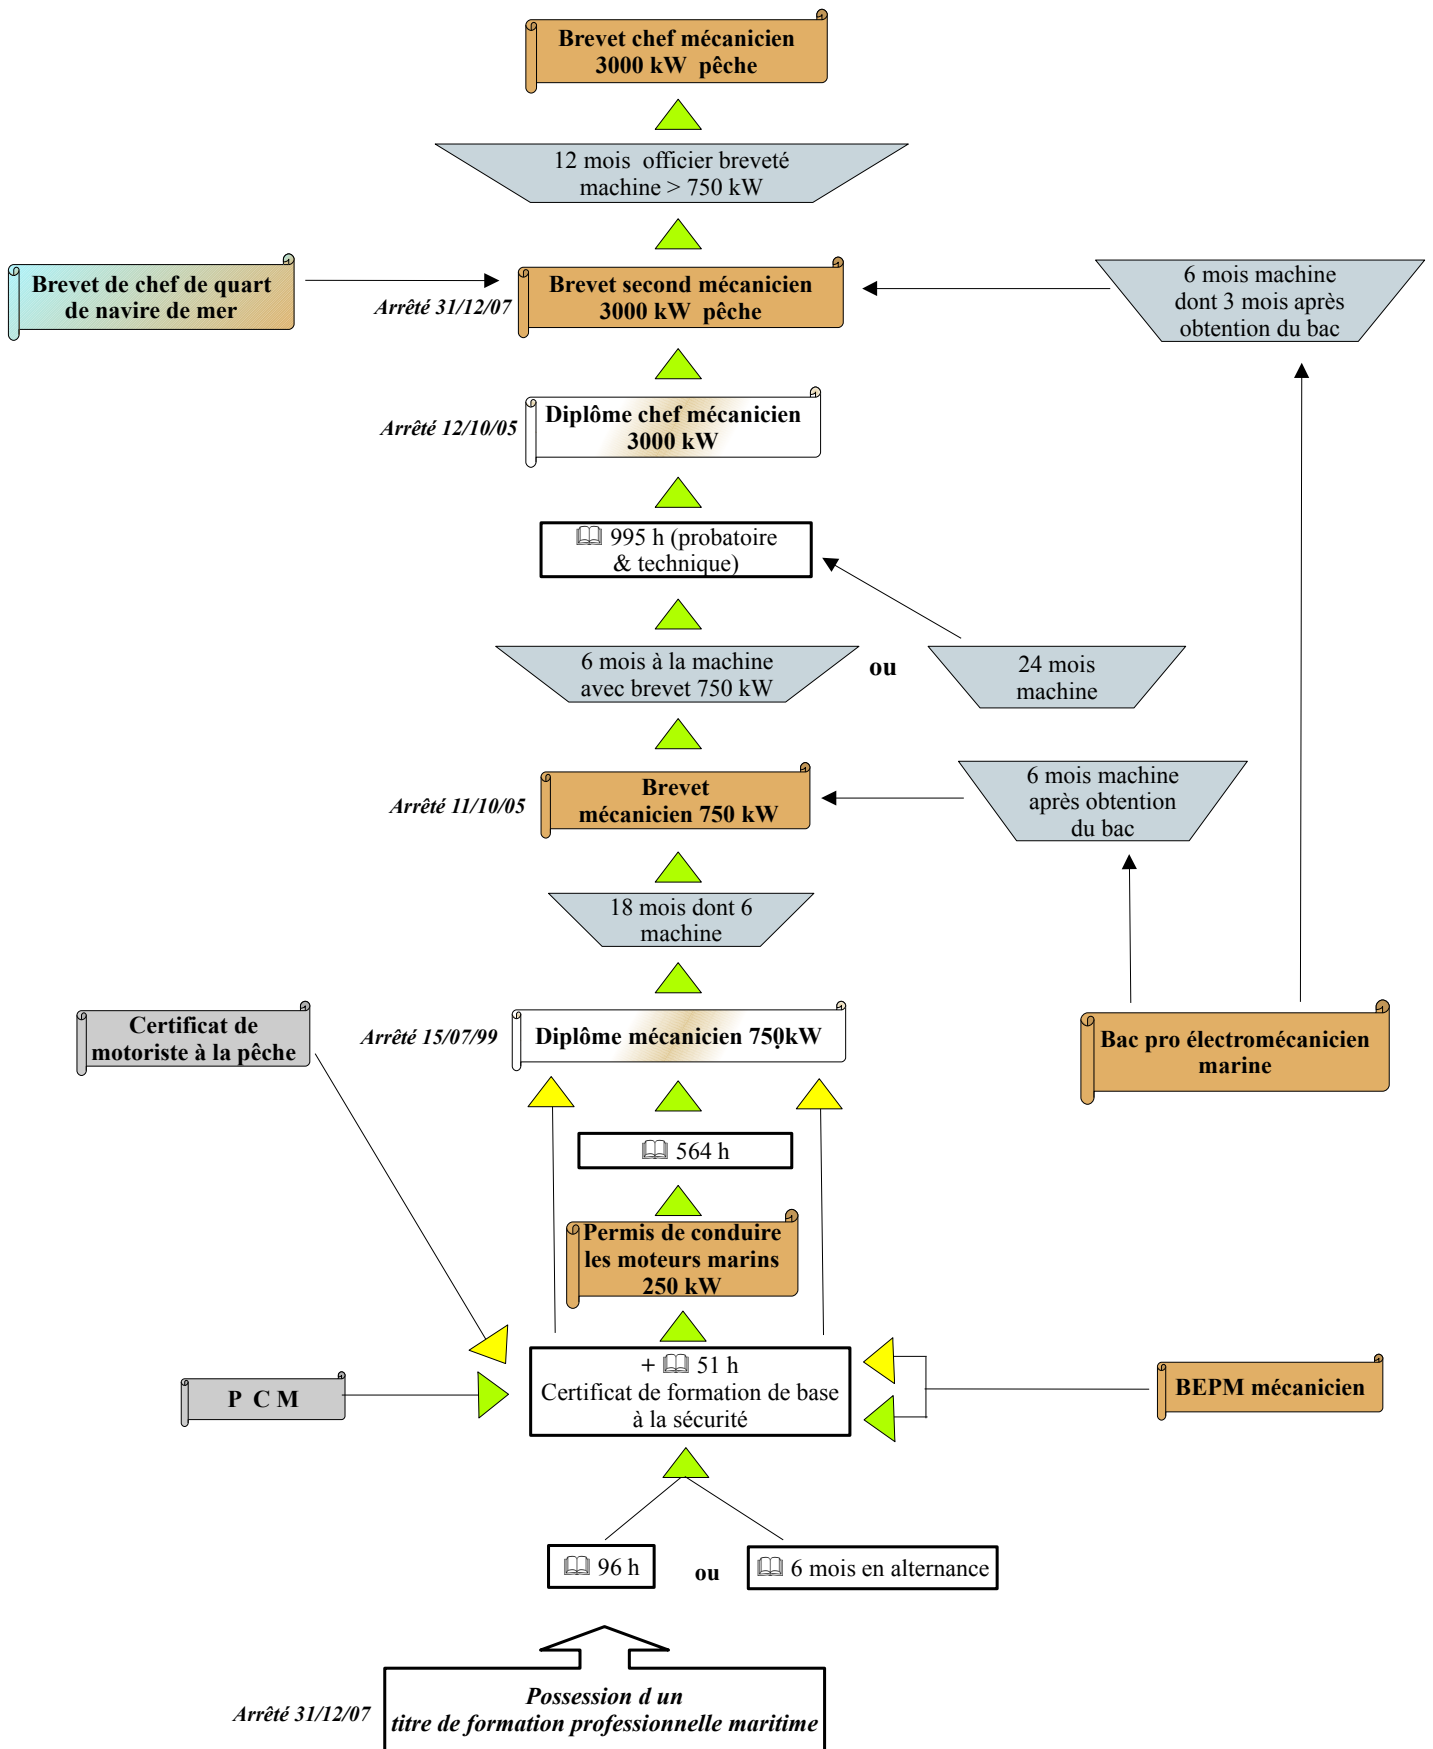 Brevet chef mécanicien
3000 kW pêche
12 mois officier breveté
machine > 750 kW
Brevet de chef de quart
de navire de mer
Arrêté 31/12/07
Brevet second mécanicien
3000 kW pêche
6 mois machine
dont 3 mois après
obtention du bac
Arrêté 12/10/05
Diplôme chef mécanicien
3000 kW
995 h (probatoire
& technique)
6 mois à la machine
avec brevet 750 kW
ou
24 mois
machine
Arrêté 11/10/05
Brevet
mécanicien 750 kW
6 mois machine
après obtention
du bac
18 mois dont 6
machine
Certificat de
motoriste à la pêche
Arrêté 15/07/99
Diplôme mécanicien 750kW
Bac pro électromécanicien
marine
564 h
Permis de conduire
les moteurs marins
250 kW
+ 51 h
Certificat de formation de base
à la sécurité
P C M
BEPM mécanicien
96 h
ou
6 mois en alternance
Arrêté 31/12/07
Possession d un
titre de formation professionnelle maritime